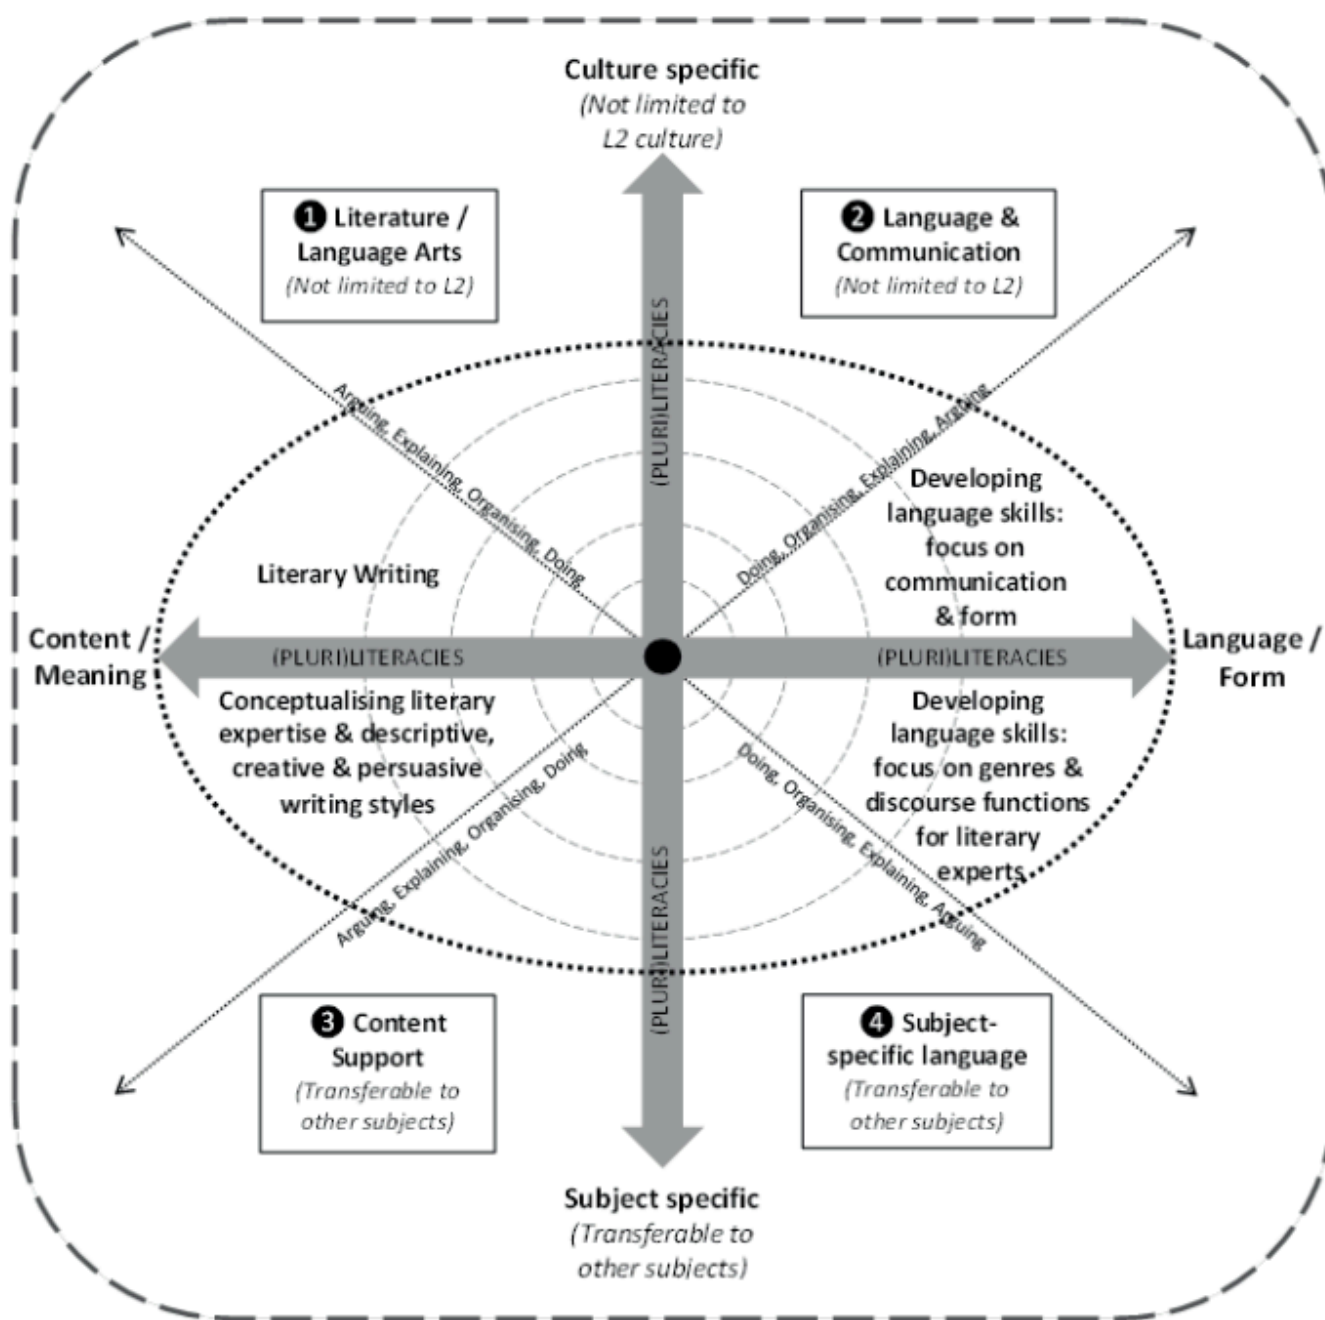 Culture specific
(Not limited to
L2 culture)
❶ Literature /
Language Arts
(Not limited to L2)
❷ Language &
Communication
(Not limited to L2)
(PLURI)LITERACIES
Arguing, Explaining, Organising, Doing
Doing, Organising, Explaining, Arguing
Literary Writing
Developing
language skills:
focus on
communication
& form
Content /
Meaning
(PLURI)LITERACIES
(PLURI)LITERACIES
Language /
Form
Conceptualising literary
expertise & descriptive,
creative & persuasive
writing styles
Developing
language skills:
focus on genres &
discourse functions
for literary
experts
Arguing, Explaining, Organising, Doing
Doing, Organising, Explaining, Arguing
(PLURI)LITERACIES
❸ Content
Support
(Transferable to
other subjects)
❹ Subject-
specific language
(Transferable to
other subjects)
Subject specific
(Transferable to
other subjects)